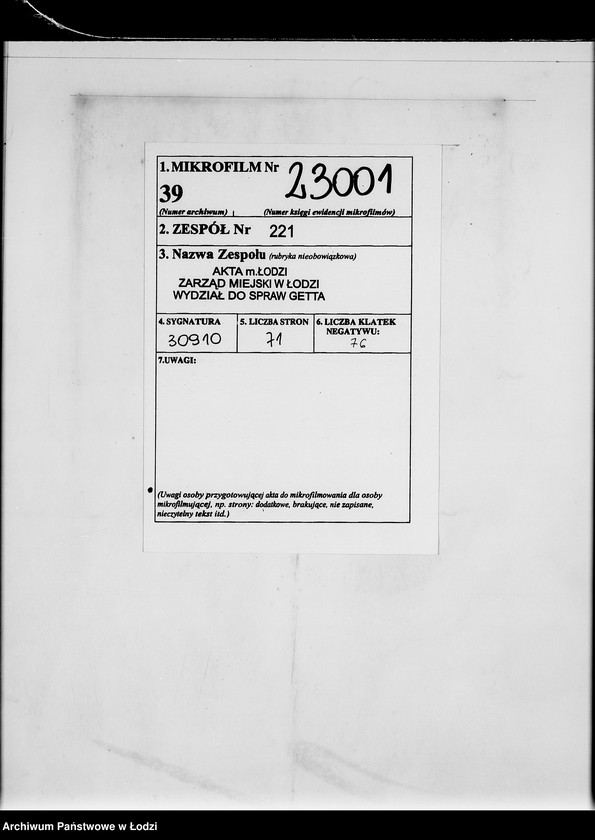 1. MIKROFILM Nr 23001
39
(Numer archiwum) (Numer księgi ewidencji mikrofilmów)
2. ZESPÓŁ Nr 221
3. Nazwa Zespołu (rubryka nieobowiązkowa)
AKTA m.ŁODZI
ZARZĄD MIEJSKI W ŁODZI
WYDZIAŁ DO SPRAW GETTA
4. SYGNATURA
30910
5. LICZBA STRON
71
6. LICZBA KLATEK
NEGATYWU:
76
7.UWAGI:
(Uwagi osoby przygotowującej akta do mikrofilmowania dla osoby
mikrofilmującej, np. strony: dodatkowe, brakujące, nie zapisane,
nieczytelny tekst itd.)
Archiwum Państwowe w Łodzi